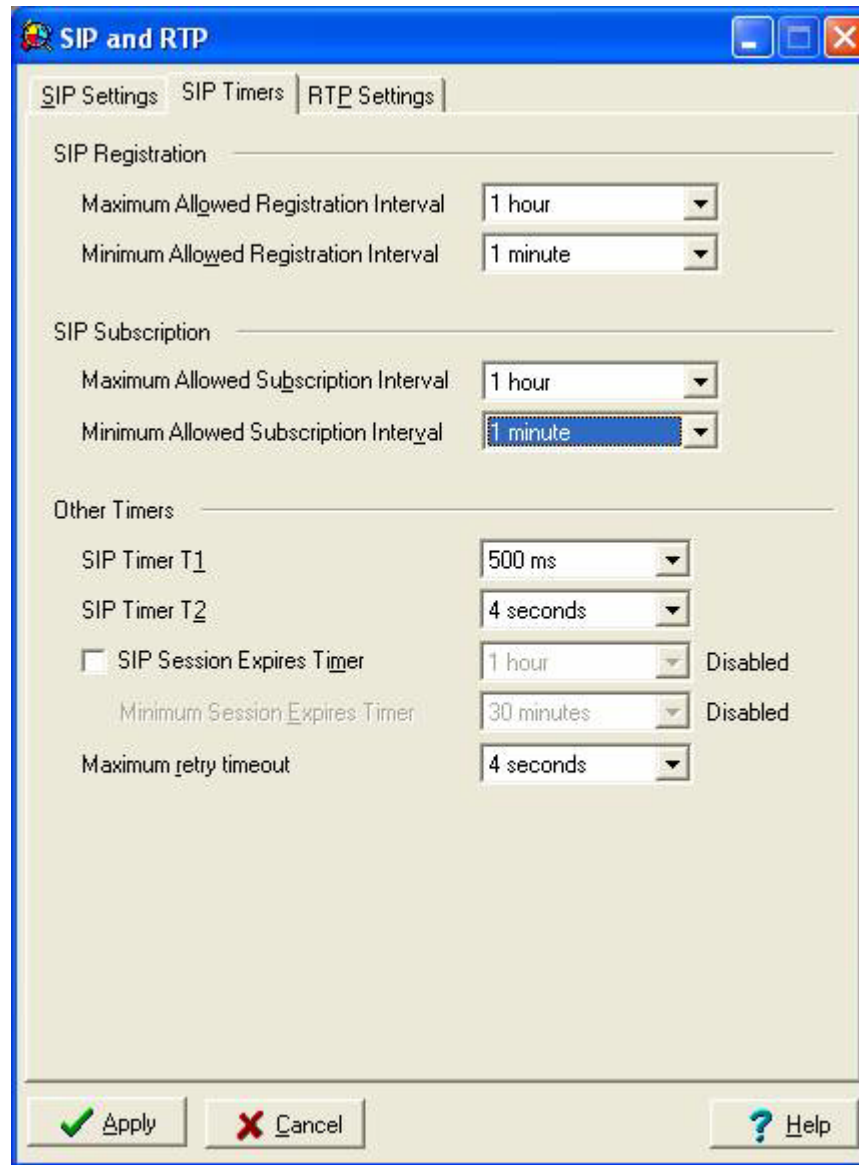 SIP and RTP
SIP Settings SIP Timers RTP Settings
SIP Registration
Maximum Allowed Registration Interval 1 hour
Minimum Allowed Registration Interval 1 minute
SIP Subscription
Maximum Allowed Subscription Interval 1 hour
Minimum Allowed Subscription Interval 1 minute
Other Timers
SIP Timer T1 500 ms
SIP Timer T2 4 seconds
SIP Session Expires Timer 1 hour Disabled
Minimum Session Expires Timer 30 minutes Disabled
Maximum retry timeout 4 seconds
Apply Cancel ? Help